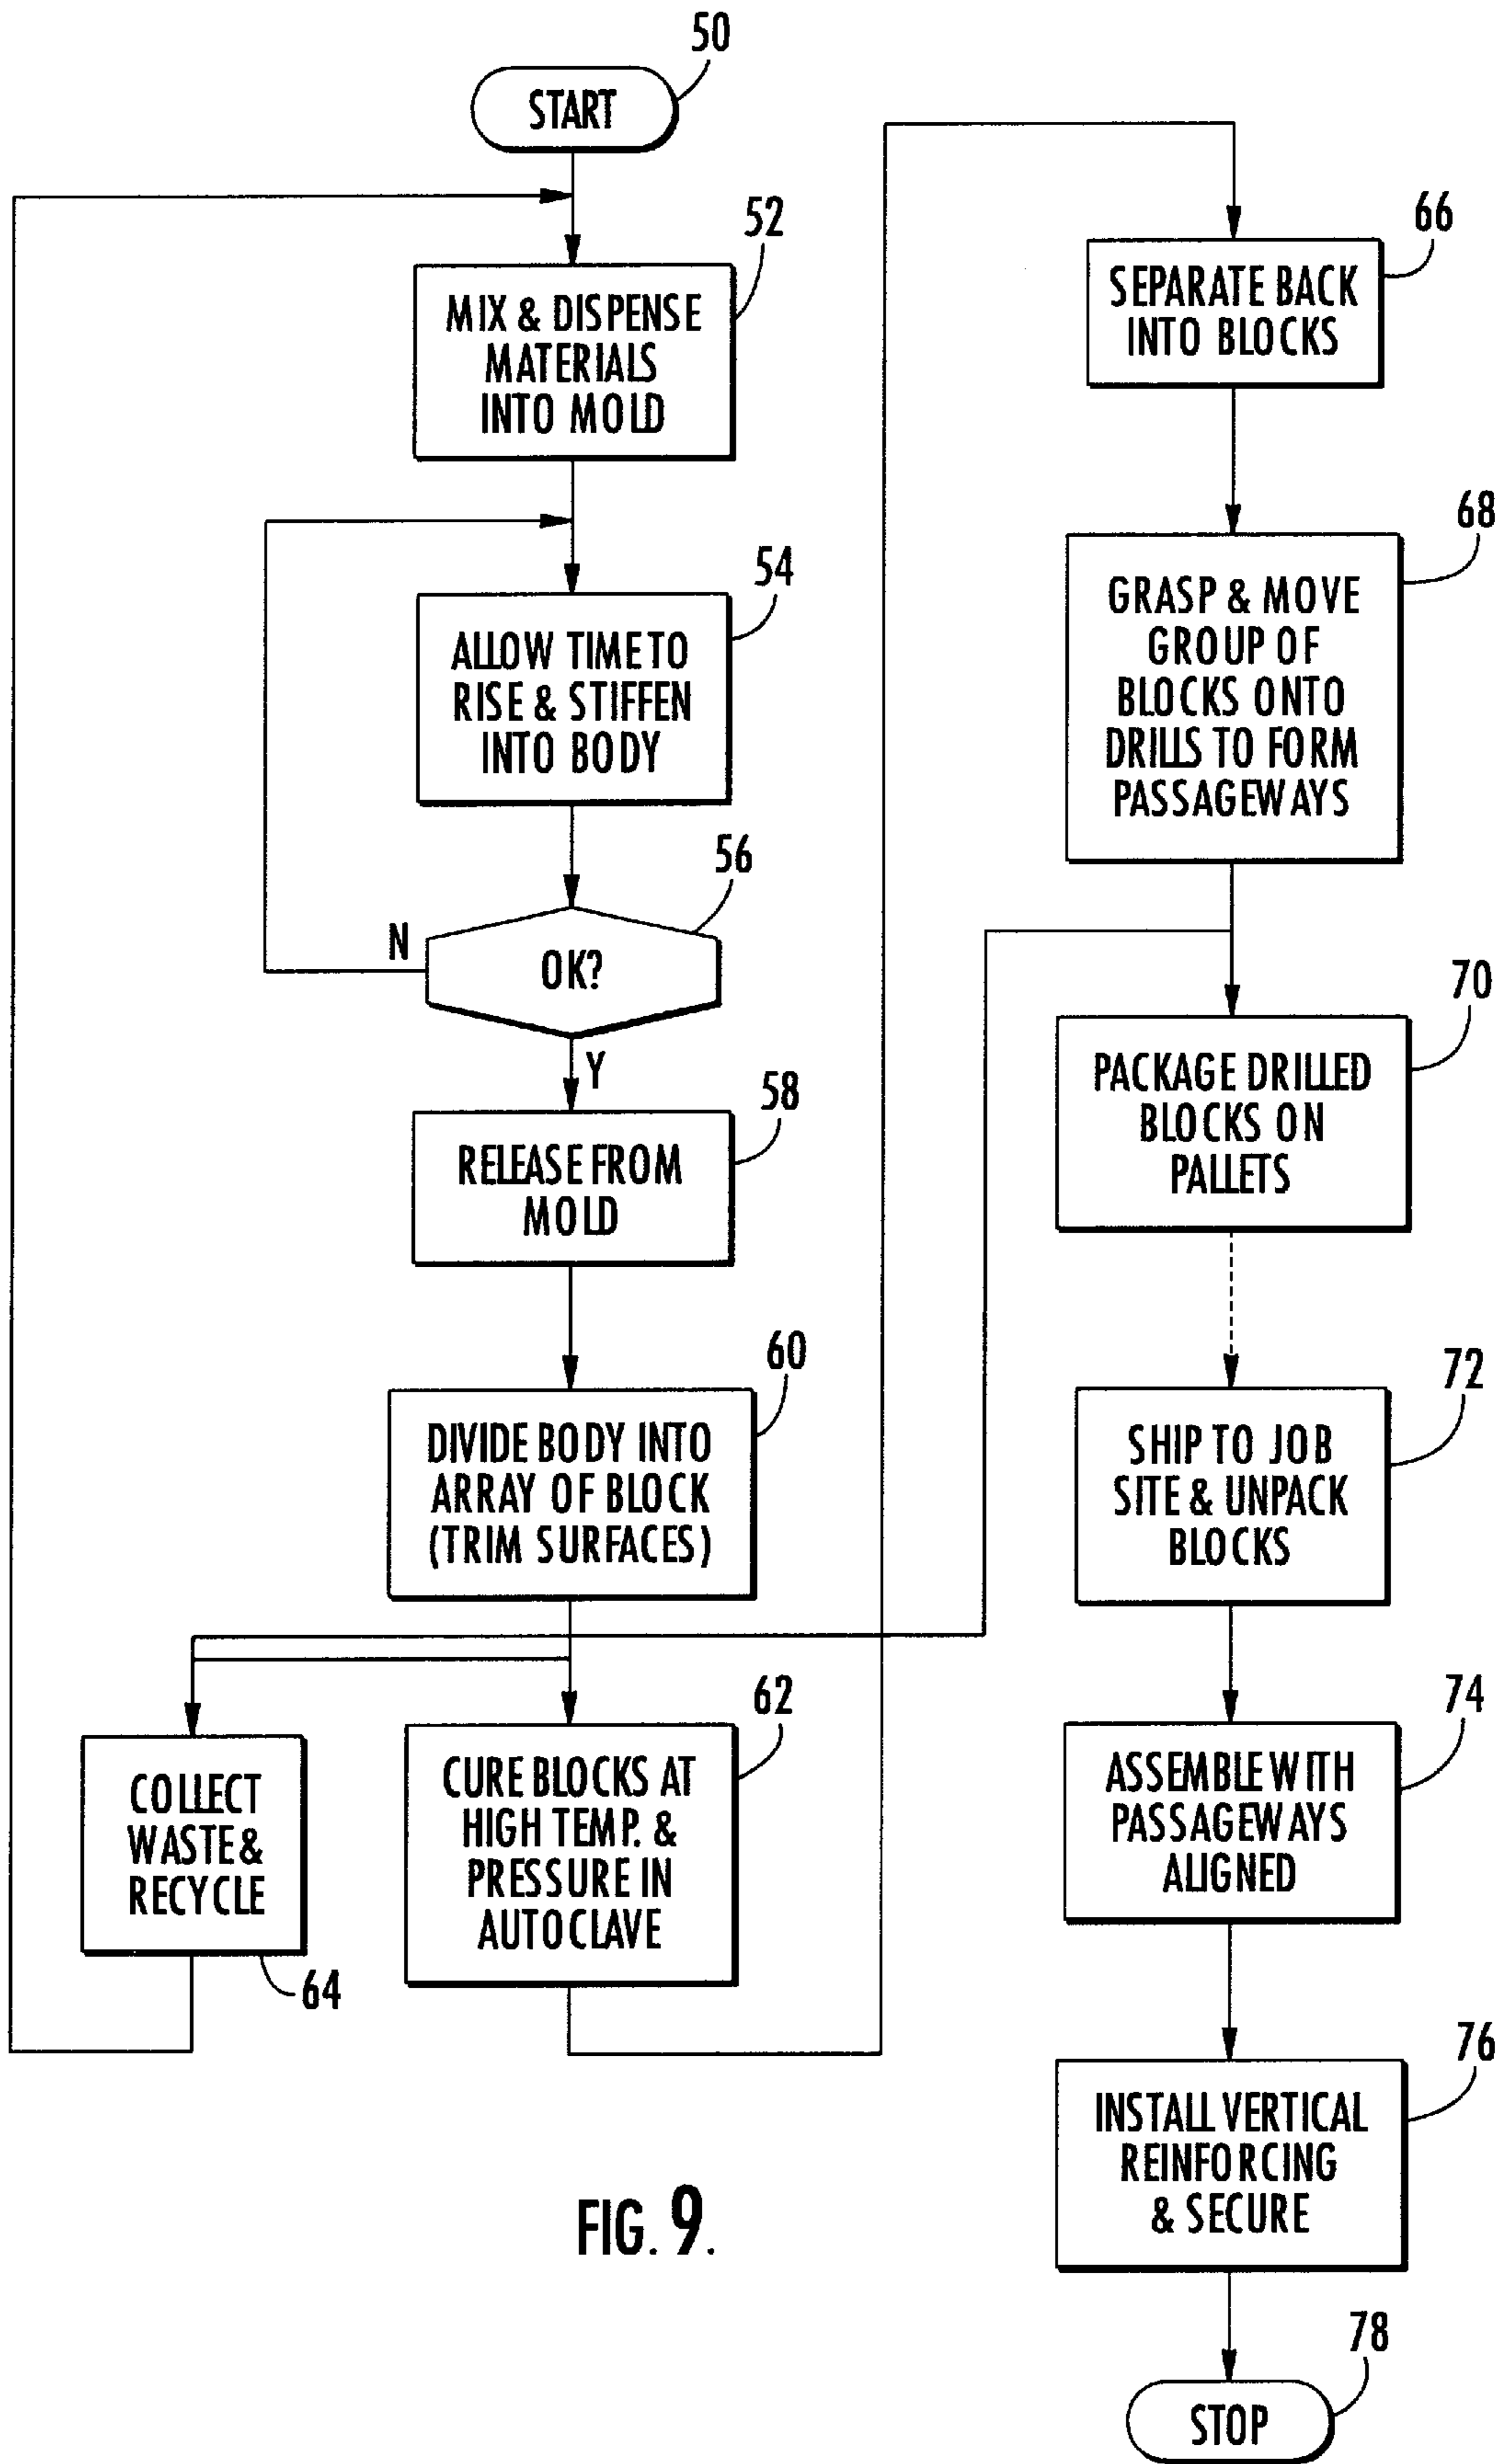 50
START
52
MIX & DISPENSE
MATERIALS
INTO MOLD
54
ALLOW TIME TO
RISE & STIFFEN
INTO BODY
56
N
OK?
Y
58
RELEASE FROM
MOLD
60
DIVIDE BODY INTO
ARRAY OF BLOCK
(TRIM SURFACES)
62
CURE BLOCKS AT
HIGH TEMP. &
PRESSURE IN
AUTOCLAVE
COLLECT
WASTE &
RECYCLE
64
66
SEPARATE BACK
INTO BLOCKS
68
GRASP & MOVE
GROUP OF
BLOCKS ONTO
DRILLS TO FORM
PASSAGEWAYS
70
PACKAGE DRILLED
BLOCKS ON
PALLETS
72
SHIP TO JOB
SITE & UNPACK
BLOCKS
74
ASSEMBLE WITH
PASSAGEWAYS
ALIGNED
76
INSTALL VERTICAL
REINFORCING
& SECURE
78
STOP
FIG. 9.